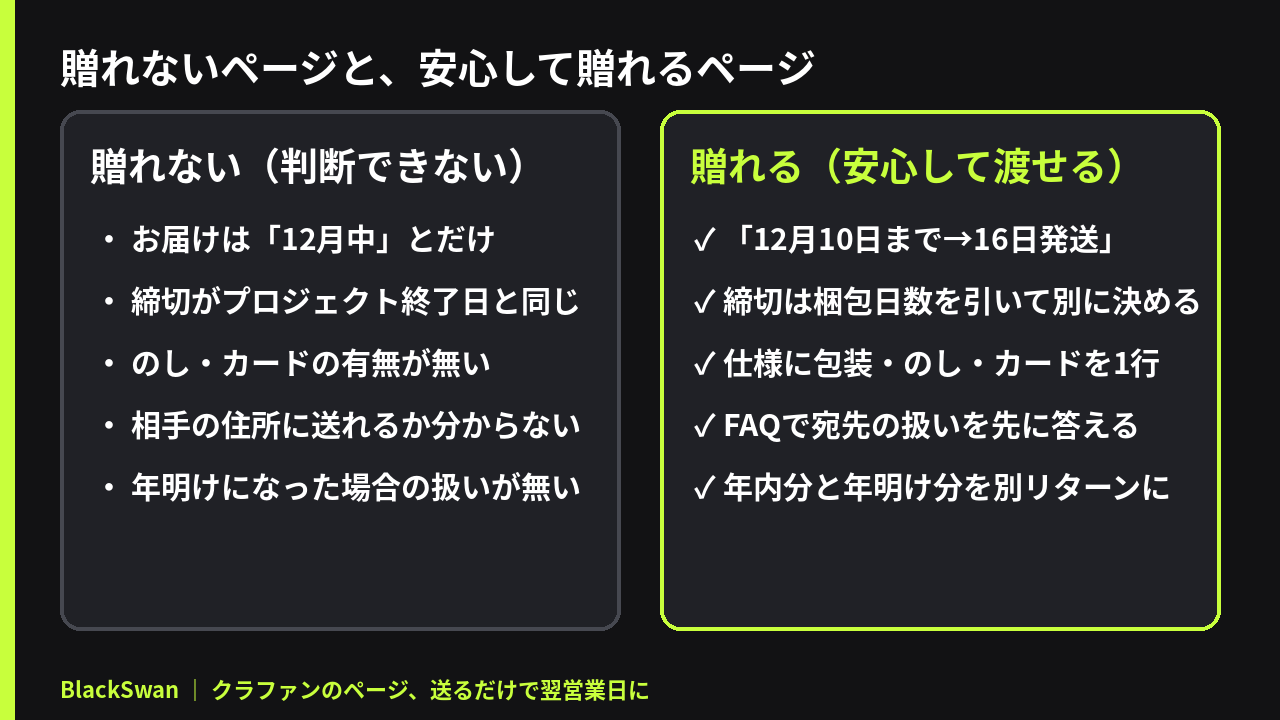 贈れないページと、安心して贈れるページ
贈れない（判断できない）
・ お届けは「12月中」とだけ
・ 締切がプロジェクト終了日と同じ
・ のし・カードの有無が無い
・ 相手の住所に送れるか分からない
・ 年明けになった場合の扱いが無い
贈れる（安心して渡せる）
✓ 「12月10日まで→16日発送」
✓ 締切は梱包日数を引いて別に決める
✓ 仕様に包装・のし・カードを1行
✓ FAQで宛先の扱いを先に答える
✓ 年内分と年明け分を別リターンに
BlackSwan ｜ クラファンのページ、送るだけで翌営業日に